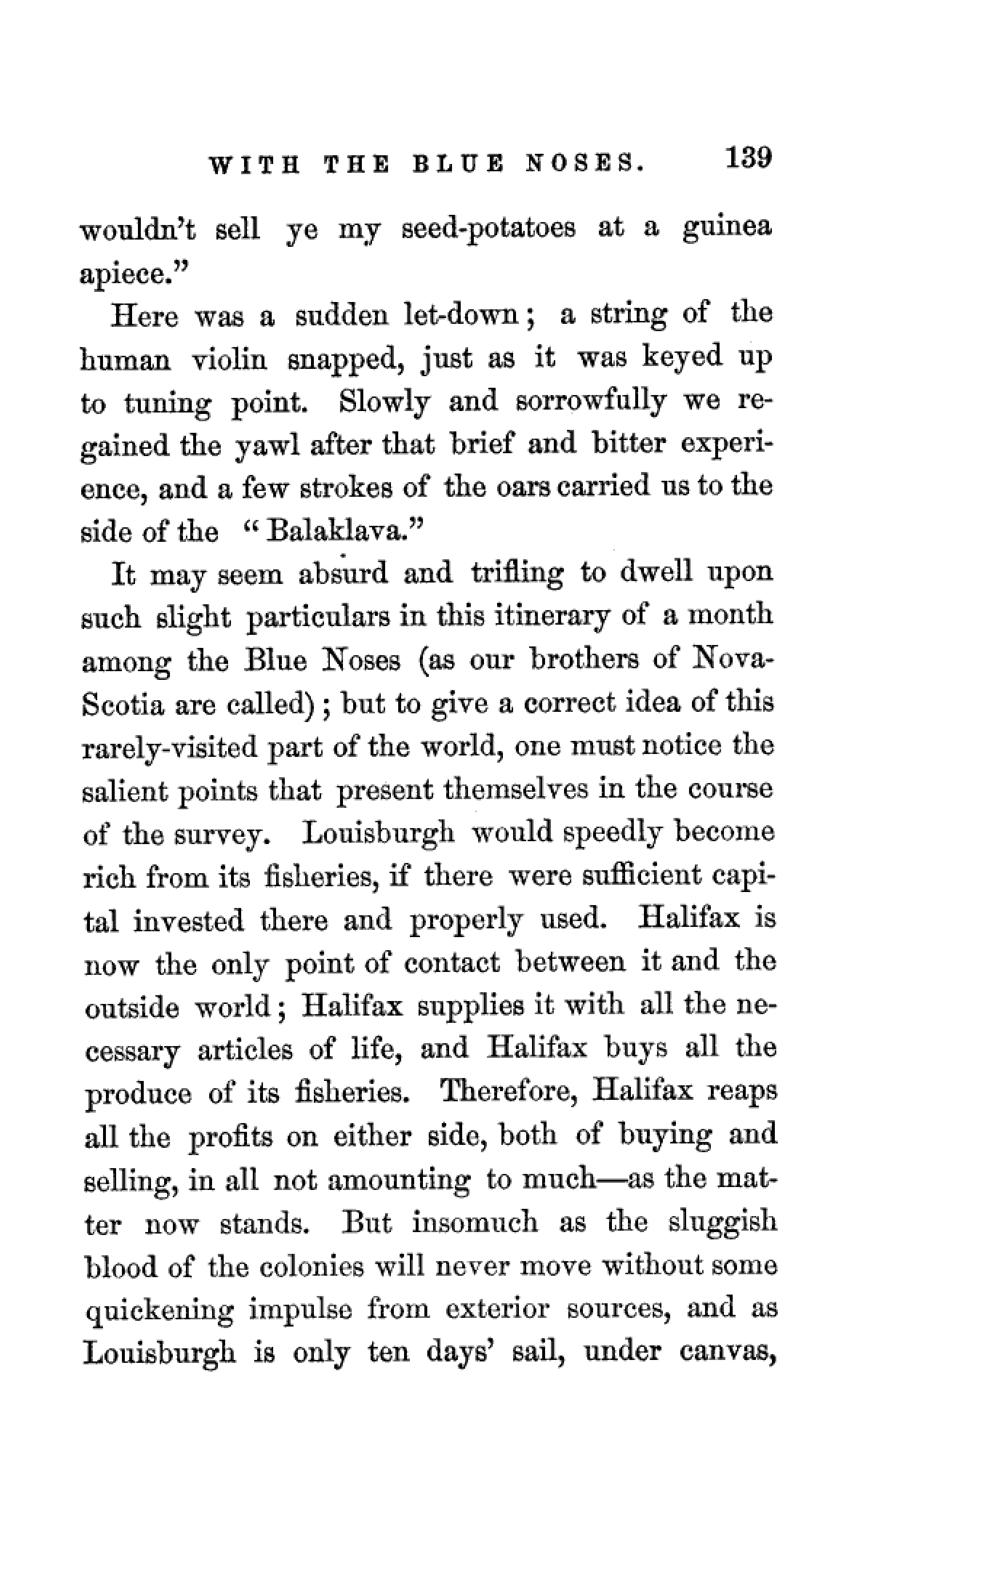 WITH THE BLUE NOSES. 139
wouldn't sell ye my seed-potatoes at a guinea
apiece."
Here was a sudden let-down; a string of the
human violin snapped, just as it was keyed up
to tuning point. Slowly and sorrowfully we re-
gained the yawl after that brief and bitter experi-
ence, and a few strokes of the oars carried us to the
side of the "Balaklava."
It may seem absurd and trifling to dwell upon
such slight particulars in this itinerary of a month
among the Blue Noses (as our brothers of Nova-
Scotia are called); but to give a correct idea of this
rarely-visited part of the world, one must notice the
salient points that present themselves in the course
of the survey. Louisburgh would speedly become
rich from its fisheries, if there were sufficient capi-
tal invested there and properly used. Halifax is
now the only point of contact between it and the
outside world; Halifax supplies it with all the ne-
cessary articles of life, and Halifax buys all the
produce of its fisheries. Therefore, Halifax reaps
all the profits on either side, both of buying and
selling, in all not amounting to much—as the mat-
ter now stands. But insomuch as the sluggish
blood of the colonies will never move without some
quickening impulse from exterior sources, and as
Louisburgh is only ten days' sail, under canvas,